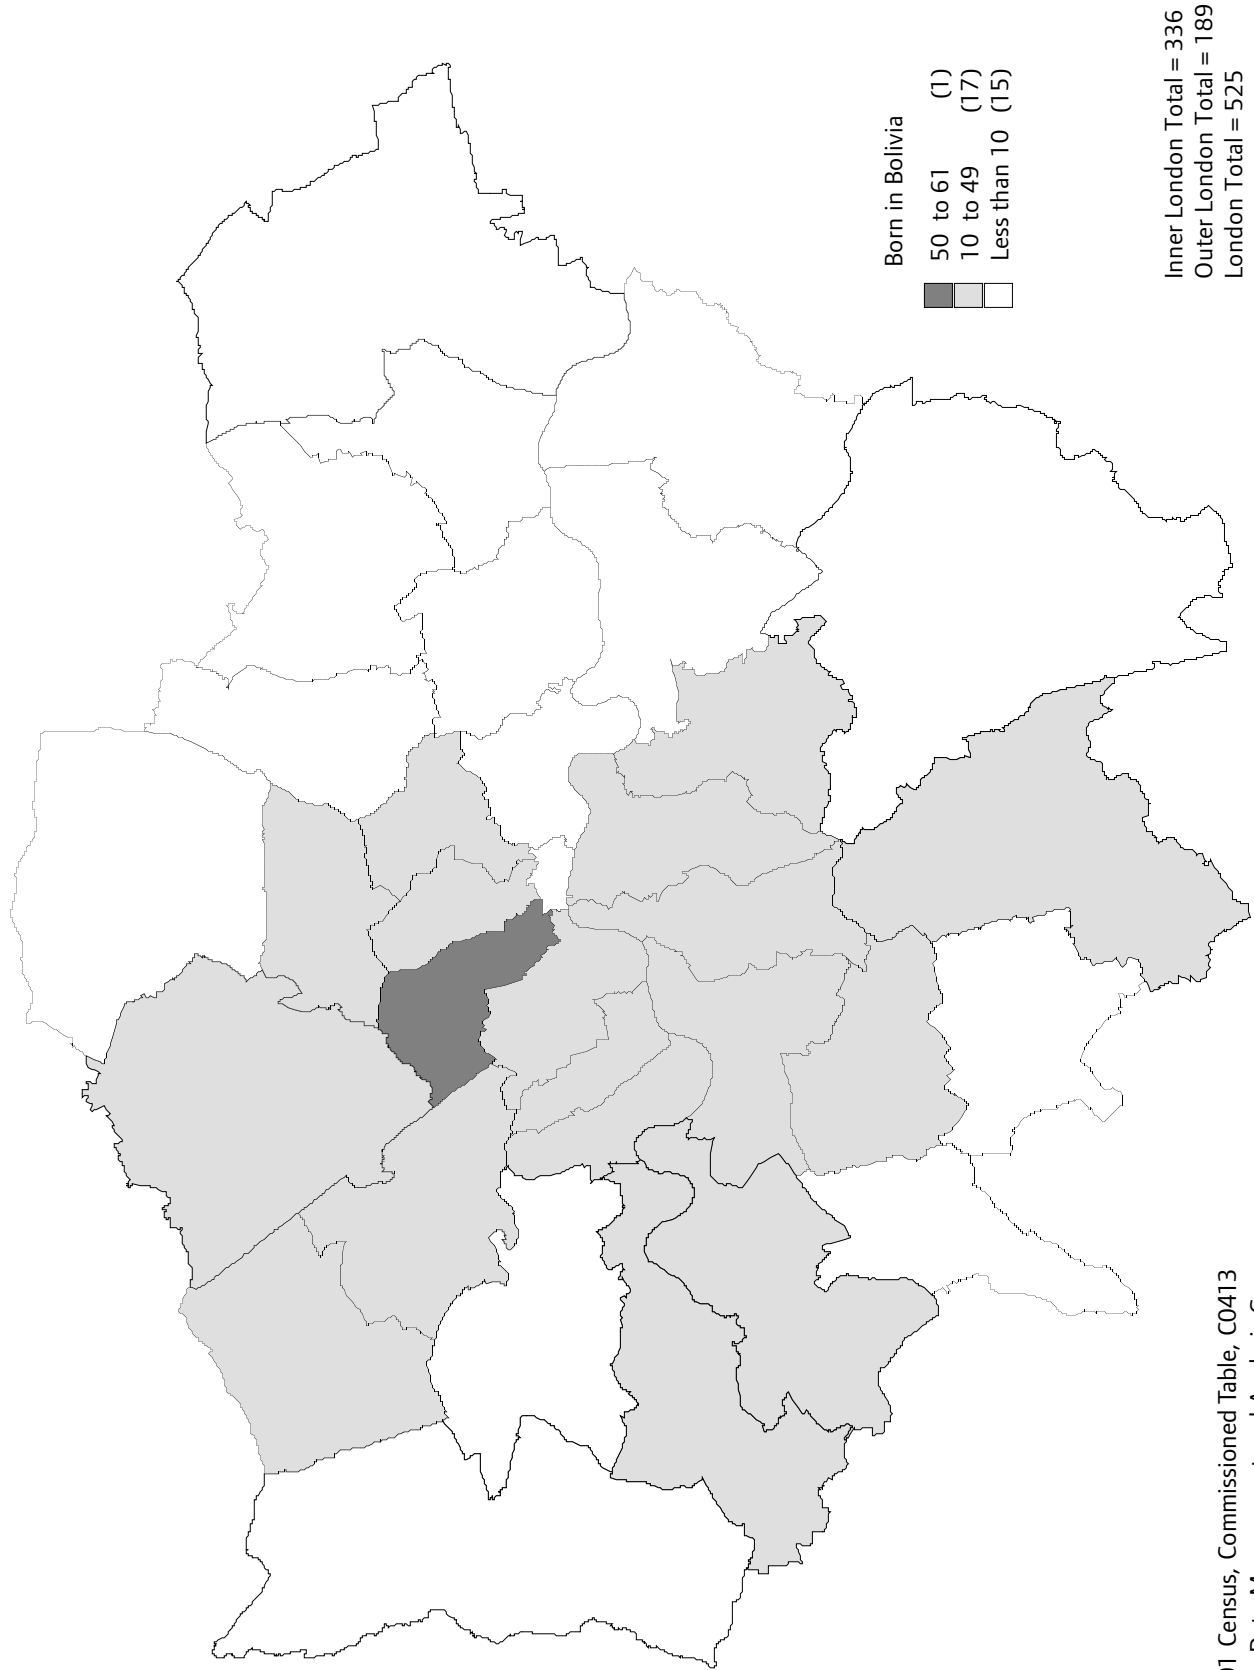 Born in Bolivia
50 to 61 (1)
10 to 49 (17)
Less than 10 (15)
Inner London Total = 336
Outer London Total = 189
London Total = 525
Census, Commissioned Table, C0413